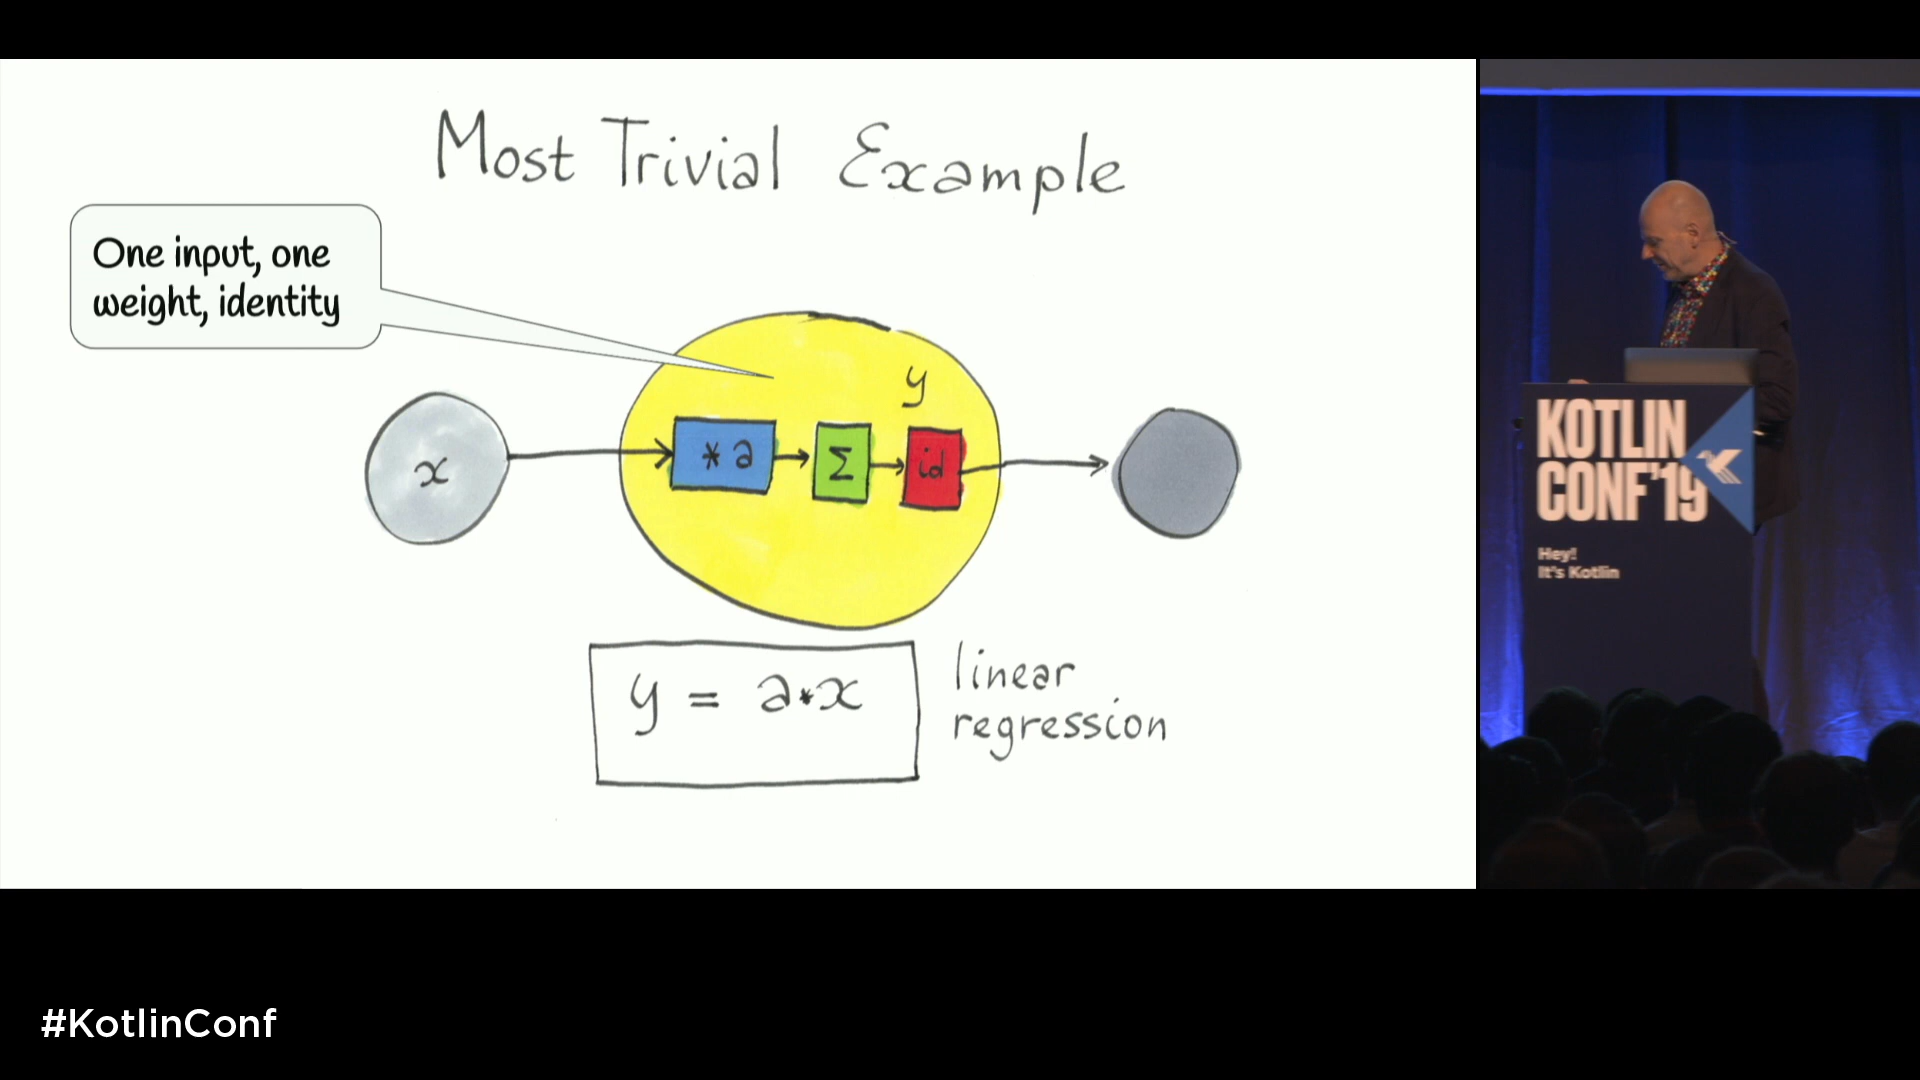 Most Trivial Example
One input, one
weight, identity
y
x
* a
Σ
id
y = a*x
linear
regression
KOTLIN
CONF'19
Hey!
It's Kotlin
#KotlinConf